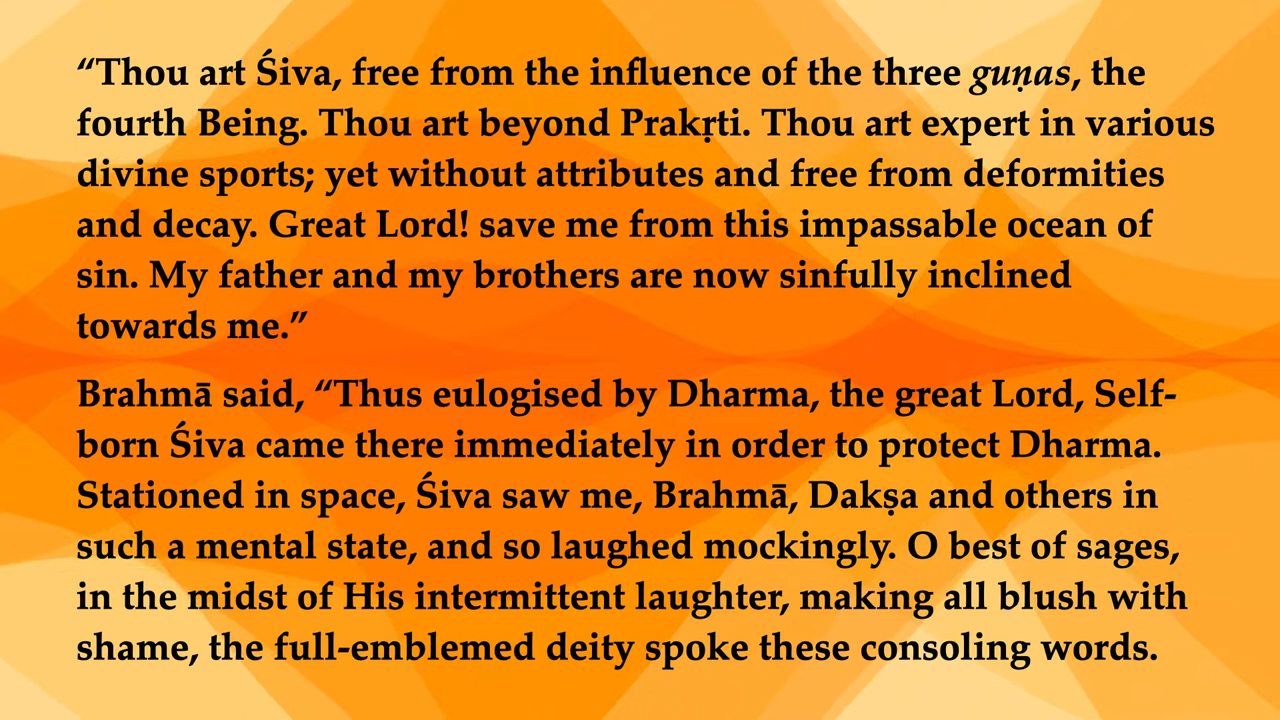 “Thou art Śiva, free from the influence of the three guṇas, the
fourth Being. Thou art beyond Prakṛti. Thou art expert in various
divine sports; yet without attributes and free from deformities
and decay. Great Lord! save me from this impassable ocean of
sin. My father and my brothers are now sinfully inclined
towards me.”
Brahmā said, “Thus eulogised by Dharma, the great Lord, Self-
born Śiva came there immediately in order to protect Dharma.
Stationed in space, Śiva saw me, Brahmā, Dakṣa and others in
such a mental state, and so laughed mockingly. O best of sages,
in the midst of His intermittent laughter, making all blush with
shame, the full-emblemed deity spoke these consoling words.